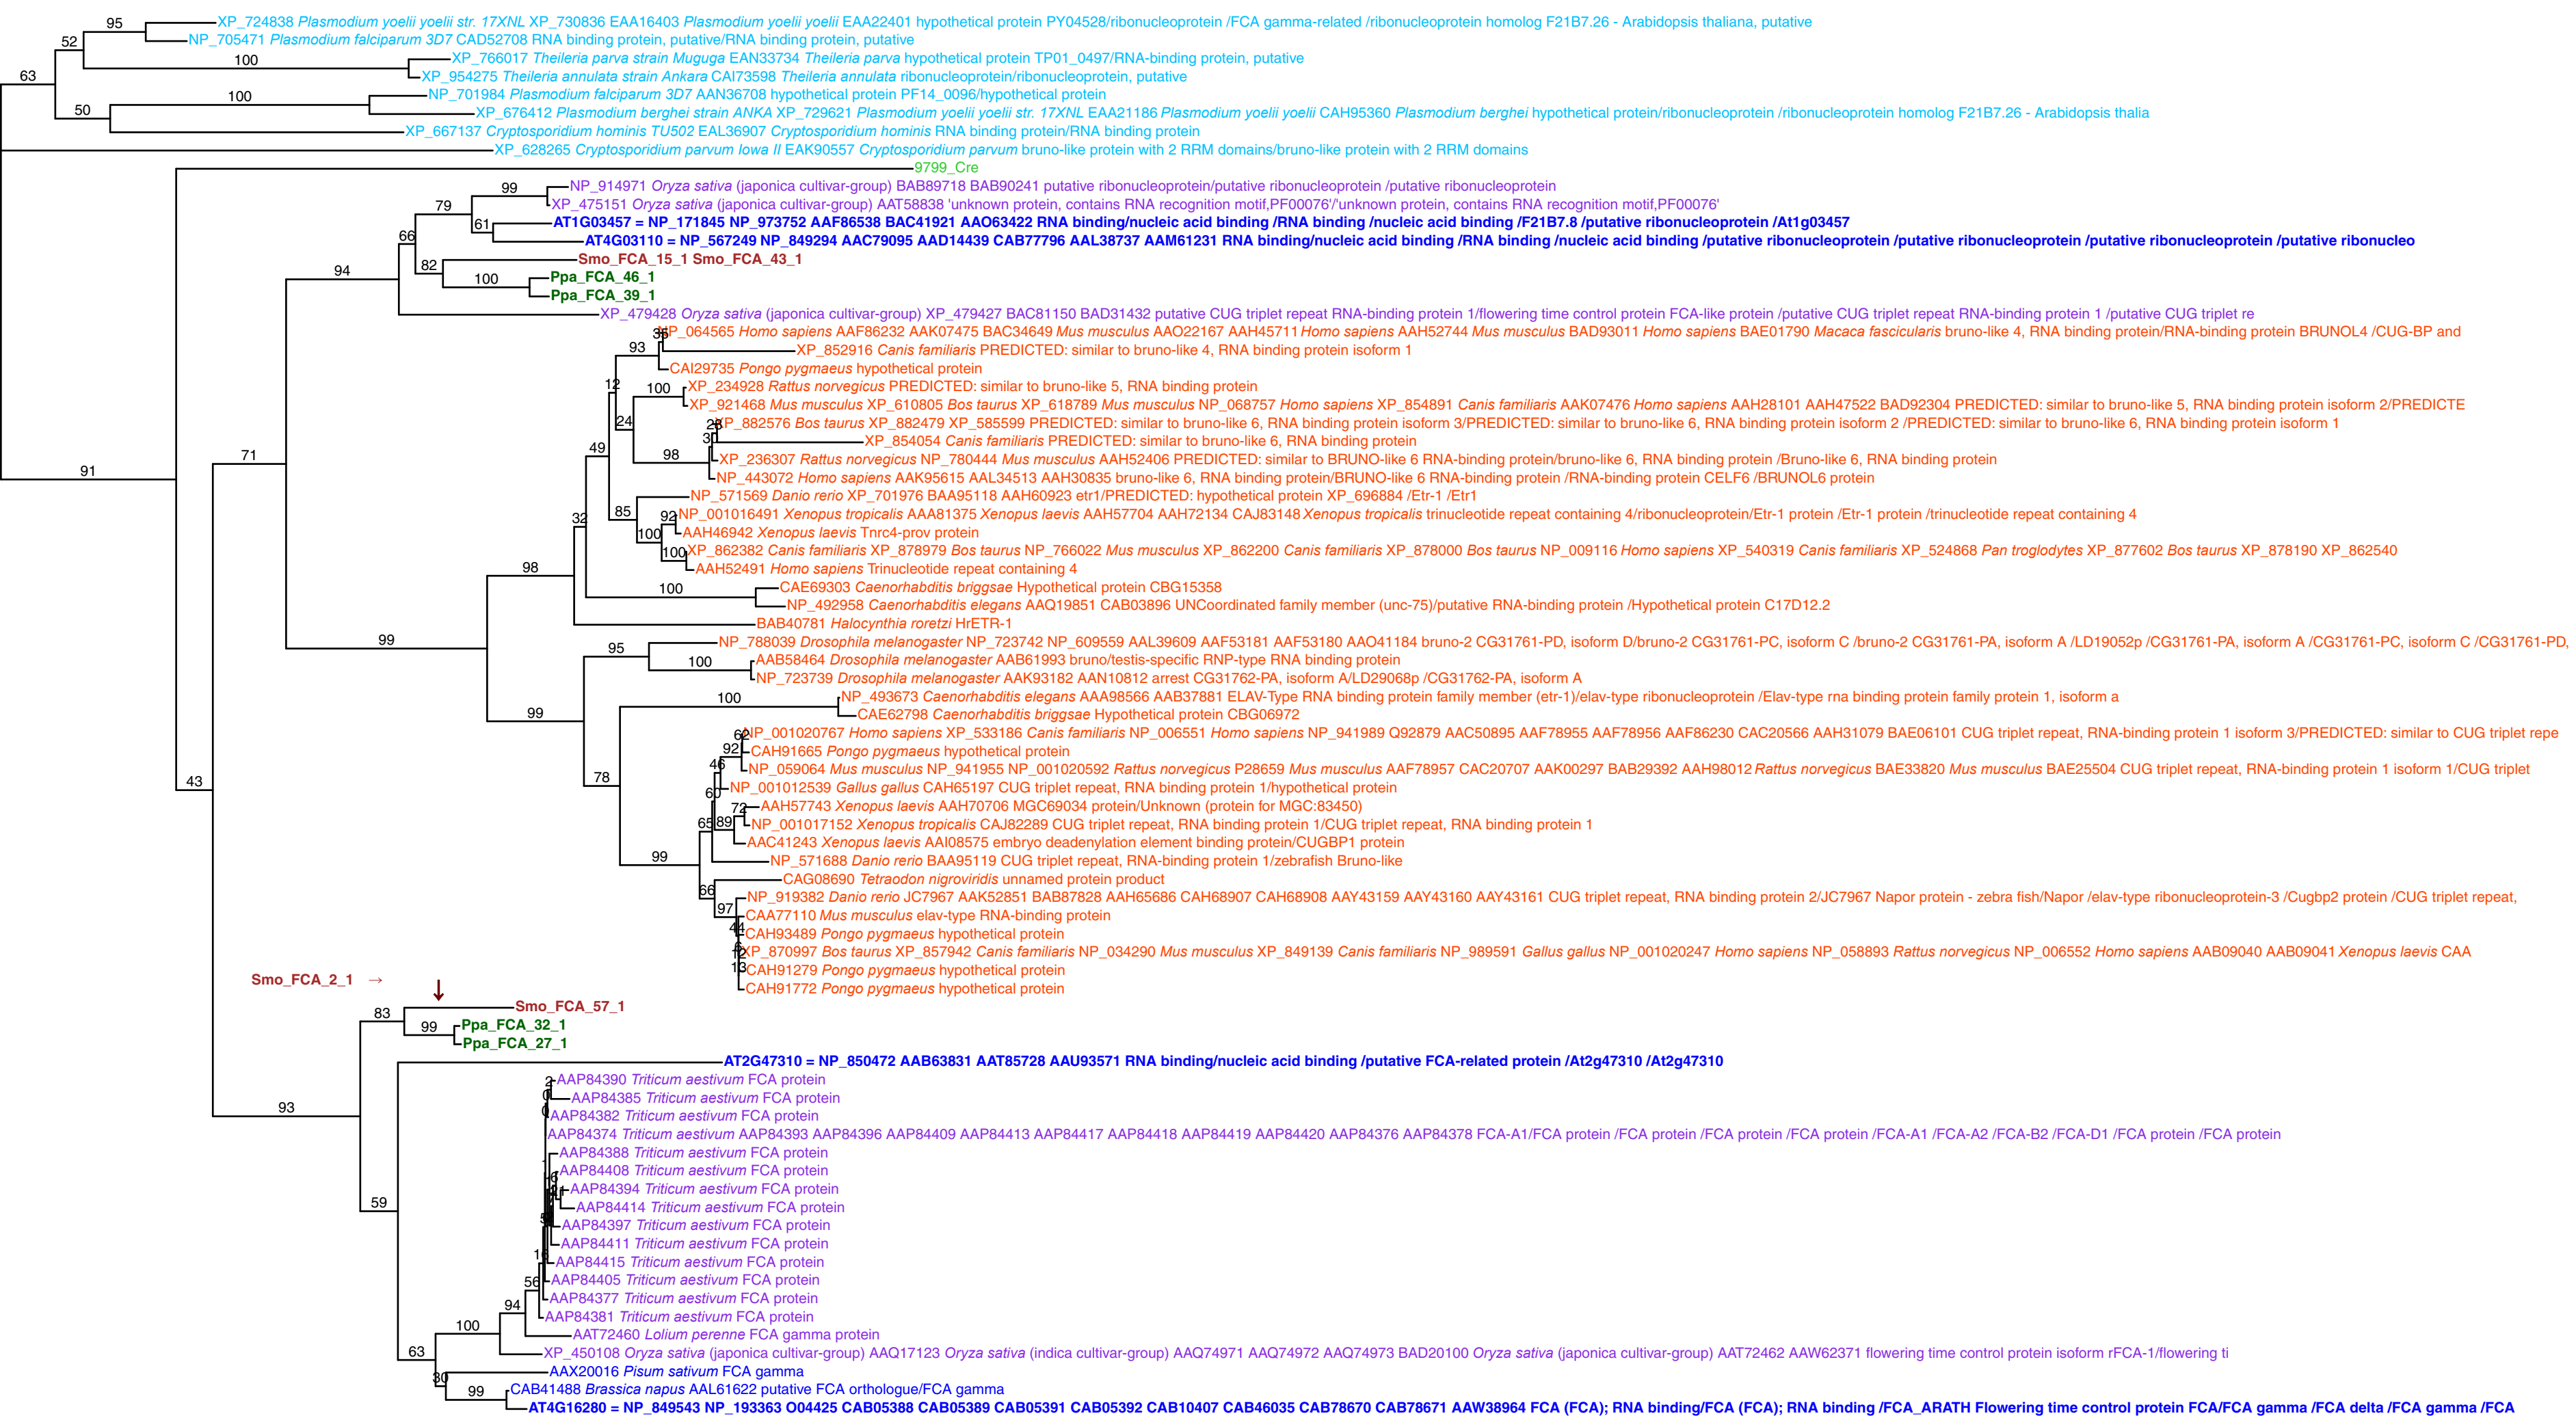 95
XP_724838 Plasmodium yoelii yoelii str. 17XNL XP_730836 EAA16403 Plasmodium yoelii yoelii EAA22401 hypothetical protein PY04528/ribonucleoprotein /FCA gamma-related /ribonucleoprotein homolog F21B7.26 - Arabidopsis thaliana, putative
52
NP_705471 Plasmodium falciparum 3D7 CAD52708 RNA binding protein, putative/RNA binding protein, putative
100
XP_766017 Theileria parva strain Muguga EAN33734 Theileria parva hypothetical protein TP01_0497/RNA-binding protein, putative
63
XP_954275 Theileria annulata strain Ankara CAI73598 Theileria annulata ribonucleoprotein/ribonucleoprotein, putative
100
NP_701984 Plasmodium falciparum 3D7 AAN36708 hypothetical protein PF14_0096/hypothetical protein
50
XP_676412 Plasmodium berghei strain ANKA XP_729621 Plasmodium yoelii yoelii str. 17XNL EAA21186 Plasmodium yoelii yoelii CAH95360 Plasmodium berghei hypothetical protein/ribonucleoprotein /ribonucleoprotein homolog F21B7.26 - Arabidopsis thalia
XP_667137 Cryptosporidium hominis TU502 EAL36907 Cryptosporidium hominis RNA binding protein/RNA binding protein
XP_628265 Cryptosporidium parvum Iowa II EAK90557 Cryptosporidium parvum bruno-like protein with 2 RRM domains/bruno-like protein with 2 RRM domains
9799_Cre
99
NP_914971 Oryza sativa (japonica cultivar-group) BAB89718 BAB90241 putative ribonucleoprotein/putative ribonucleoprotein /putative ribonucleoprotein
79
XP_475151 Oryza sativa (japonica cultivar-group) AAT58838 'unknown protein, contains RNA recognition motif,PF00076'/'unknown protein, contains RNA recognition motif,PF00076'
61
AT1G03457 = NP_171845 NP_973752 AAF86538 BAC41921 AAO63422 RNA binding/nucleic acid binding /RNA binding /nucleic acid binding /F21B7.8 /putative ribonucleoprotein /At1g03457
66
AT4G03110 = NP_567249 NP_849294 AAC79095 AAD14439 CAB77796 AAL38737 AAM61231 RNA binding/nucleic acid binding /RNA binding /nucleic acid binding /putative ribonucleoprotein /putative ribonucleoprotein /putative ribonucleoprotein /putative ribonucleo
82
Smo_FCA_15_1 Smo_FCA_43_1
94
100
Ppa_FCA_46_1
Ppa_FCA_39_1
XP_479428 Oryza sativa (japonica cultivar-group) XP_479427 BAC81150 BAD31432 putative CUG triplet repeat RNA-binding protein 1/flowering time control protein FCA-like protein /putative CUG triplet repeat RNA-binding protein 1 /putative CUG triplet re
NP_064565 Homo sapiens AAF86232 AAK07475 BAC34649 Mus musculus AAO22167 AAH45711 Homo sapiens AAH52744 Mus musculus BAD93011 Homo sapiens BAE01790 Macaca fascicularis bruno-like 4, RNA binding protein/RNA-binding protein BRUNOL4 /CUG-BP and
93
XP_852916 Canis familiaris PREDICTED: similar to bruno-like 4, RNA binding protein isoform 1
CAI29735 Pongo pygmaeus hypothetical protein
12
100
XP_234928 Rattus norvegicus PREDICTED: similar to bruno-like 5, RNA binding protein
XP_921468 Mus musculus XP_610805 Bos taurus XP_618789 Mus musculus NP_068757 Homo sapiens XP_854891 Canis familiaris AAK07476 Homo sapiens AAH28101 AAH47522 BAD92304 PREDICTED: similar to bruno-like 5, RNA binding protein isoform 2/PREDICTE
24
XP_882576 Bos taurus XP_882479 XP_585599 PREDICTED: similar to bruno-like 6, RNA binding protein isoform 3/PREDICTED: similar to bruno-like 6, RNA binding protein isoform 2 /PREDICTED: similar to bruno-like 6, RNA binding protein isoform 1
XP_854054 Canis familiaris PREDICTED: similar to bruno-like 6, RNA binding protein
71
49
98
XP_236307 Rattus norvegicus NP_780444 Mus musculus AAH52406 PREDICTED: similar to BRUNO-like 6 RNA-binding protein/bruno-like 6, RNA binding protein /Bruno-like 6, RNA binding protein
91
NP_443072 Homo sapiens AAK95615 AAL34513 AAH30835 bruno-like 6, RNA binding protein/BRUNO-like 6 RNA-binding protein /RNA-binding protein CELF6 /BRUNOL6 protein
NP_571569 Danio rerio XP_701976 BAA95118 AAH60923 etr1/PREDICTED: hypothetical protein XP_696884 /Etr-1 /Etr1
32
85
92
NP_001016491 Xenopus tropicalis AAA81375 Xenopus laevis AAH57704 AAH72134 CAJ83148 Xenopus tropicalis trinucleotide repeat containing 4/ribonucleoprotein/Etr-1 protein /Etr-1 protein /trinucleotide repeat containing 4
100
AAH46942 Xenopus laevis Tnrc4-prov protein
100
XP_862382 Canis familiaris XP_878979 Bos taurus NP_766022 Mus musculus XP_862200 Canis familiaris XP_878000 Bos taurus NP_009116 Homo sapiens XP_540319 Canis familiaris XP_524868 Pan troglodytes XP_877602 Bos taurus XP_878190 XP_862540
98
AAH52491 Homo sapiens Trinucleotide repeat containing 4
100
CAE69303 Caenorhabditis briggsae Hypothetical protein CBG15358
NP_492958 Caenorhabditis elegans AAQ19851 CAB03896 UNCoordinated family member (unc-75)/putative RNA-binding protein /Hypothetical protein C17D12.2
BAB40781 Halocynthia roretzi HrETR-1
99
95
NP_788039 Drosophila melanogaster NP_723742 NP_609559 AAL39609 AAF53181 AAF53180 AAO41184 bruno-2 CG31761-PD, isoform D/bruno-2 CG31761-PC, isoform C /bruno-2 CG31761-PA, isoform A /LD19052p /CG31761-PA, isoform A /CG31761-PC, isoform C /CG31761-PD,
100
AAB58464 Drosophila melanogaster AAB61993 bruno/testis-specific RNP-type RNA binding protein
NP_723739 Drosophila melanogaster AAK93182 AAN10812 arrest CG31762-PA, isoform A/LD29068p /CG31762-PA, isoform A
100
NP_493673 Caenorhabditis elegans AAA98566 AAB37881 ELAV-Type RNA binding protein family member (etr-1)/elav-type ribonucleoprotein /Elav-type rna binding protein family protein 1, isoform a
99
CAE62798 Caenorhabditis briggsae Hypothetical protein CBG06972
NP_001020767 Homo sapiens XP_533186 Canis familiaris NP_006551 Homo sapiens NP_941989 Q92879 AAC50895 AAF78955 AAF78956 AAF86230 CAC20566 AAH31079 BAE06101 CUG triplet repeat, RNA-binding protein 1 isoform 3/PREDICTED: similar to CUG triplet repe
92
CAH91665 Pongo pygmaeus hypothetical protein
43
78
46
NP_059064 Mus musculus NP_941955 NP_001020592 Rattus norvegicus P28659 Mus musculus AAF78957 CAC20707 AAK00297 BAB29392 AAH98012 Rattus norvegicus BAE33820 Mus musculus BAE25504 CUG triplet repeat, RNA-binding protein 1 isoform 1/CUG triplet
60
NP_001012539 Gallus gallus CAH65197 CUG triplet repeat, RNA binding protein 1/hypothetical protein
72
AAH57743 Xenopus laevis AAH70706 MGC69034 protein/Unknown (protein for MGC:83450)
65
89
NP_001017152 Xenopus tropicalis CAJ82289 CUG triplet repeat, RNA binding protein 1/CUG triplet repeat, RNA binding protein 1
AAC41243 Xenopus laevis AAI08575 embryo deadenylation element binding protein/CUGBP1 protein
99
NP_571688 Danio rerio BAA95119 CUG triplet repeat, RNA-binding protein 1/zebrafish Bruno-like
CAG08690 Tetraodon nigroviridis unnamed protein product
66
NP_919382 Danio rerio JC7967 AAK52851 BAB87828 AAH65686 CAH68907 CAH68908 AAY43159 AAY43160 AAY43161 CUG triplet repeat, RNA binding protein 2/JC7967 Napor protein - zebra fish/Napor /elav-type ribonucleoprotein-3 /Cugbp2 protein /CUG triplet repeat,
97
CAA77110 Mus musculus elav-type RNA-binding protein
CAH93489 Pongo pygmaeus hypothetical protein
XP_870997 Bos taurus XP_857942 Canis familiaris NP_034290 Mus musculus XP_849139 Canis familiaris NP_989591 Gallus gallus NP_001020247 Homo sapiens NP_058893 Rattus norvegicus NP_006552 Homo sapiens AAB09040 AAB09041 Xenopus laevis CAA
CAH91279 Pongo pygmaeus hypothetical protein
Smo_FCA_2_1 →
CAH91772 Pongo pygmaeus hypothetical protein
83
Smo_FCA_57_1
99
Ppa_FCA_32_1
Ppa_FCA_27_1
AT2G47310 = NP_850472 AAB63831 AAT85728 AAU93571 RNA binding/nucleic acid binding /putative FCA-related protein /At2g47310 /At2g47310
AAP84390 Triticum aestivum FCA protein
AAP84385 Triticum aestivum FCA protein
93
AAP84382 Triticum aestivum FCA protein
AAP84374 Triticum aestivum AAP84393 AAP84396 AAP84409 AAP84413 AAP84417 AAP84418 AAP84419 AAP84420 AAP84376 AAP84378 FCA-A1/FCA protein /FCA protein /FCA protein /FCA protein /FCA-A1 /FCA-A2 /FCA-B2 /FCA-D1 /FCA protein /FCA protein
AAP84388 Triticum aestivum FCA protein
AAP84408 Triticum aestivum FCA protein
AAP84394 Triticum aestivum FCA protein
59
AAP84414 Triticum aestivum FCA protein
AAP84397 Triticum aestivum FCA protein
AAP84411 Triticum aestivum FCA protein
AAP84415 Triticum aestivum FCA protein
56
AAP84405 Triticum aestivum FCA protein
94
AAP84377 Triticum aestivum FCA protein
AAP84381 Triticum aestivum FCA protein
100
AAT72460 Lolium perenne FCA gamma protein
63
XP_450108 Oryza sativa (japonica cultivar-group) AAQ17123 Oryza sativa (indica cultivar-group) AAQ74971 AAQ74972 AAQ74973 BAD20100 Oryza sativa (japonica cultivar-group) AAT72462 AAW62371 flowering time control protein isoform rFCA-1/flowering ti
30
AAX20016 Pisum sativum FCA gamma
99
CAB41488 Brassica napus AAL61622 putative FCA orthologue/FCA gamma
AT4G16280 = NP_849543 NP_193363 O04425 CAB05388 CAB05389 CAB05391 CAB05392 CAB10407 CAB46035 CAB78670 CAB78671 AAW38964 FCA (FCA); RNA binding/FCA (FCA); RNA binding /FCA_ARATH Flowering time control protein FCA/FCA gamma /FCA delta /FCA gamma /FCA